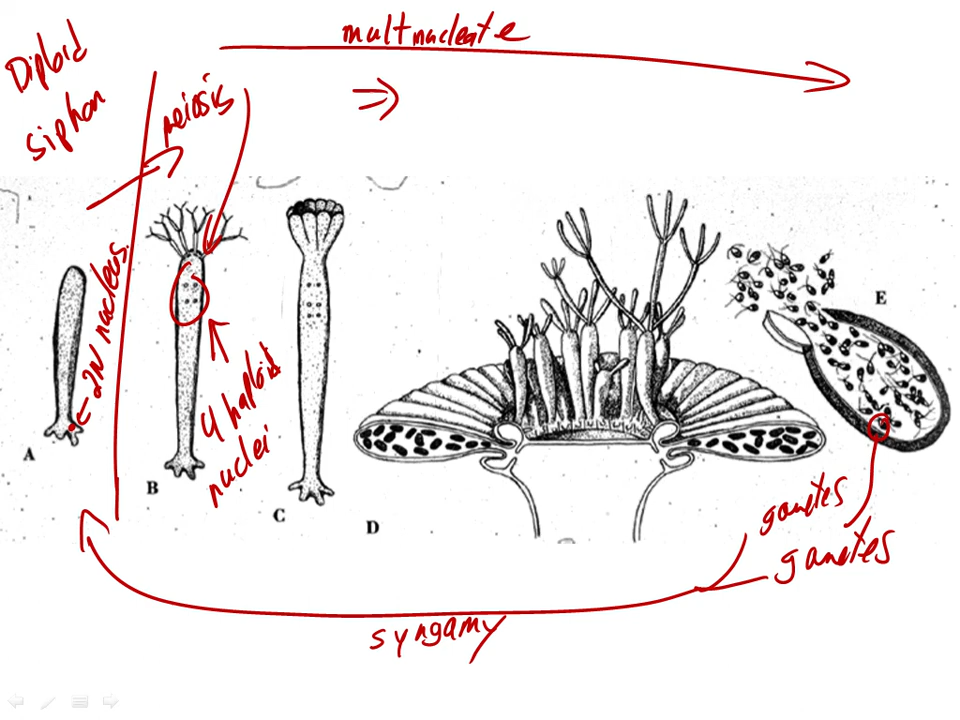 multnucleate
Diploid
siphon
meiosis
2N nucleus
E
A
4 haploid
nuclei
B
C
D
gametes
gametes
syngamy